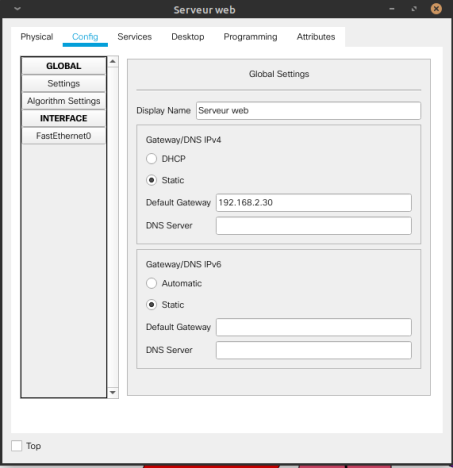 Serveur web
Physical Config Services Desktop Programming Attributes
GLOBAL
Settings
Algorithm Settings
INTERFACE
FastEthernet0
Global Settings
Display Name Serveur web
Gateway/DNS IPv4
DHCP
Static
Default Gateway 192.168.2.30
DNS Server
Gateway/DNS IPv6
Automatic
Static
Default Gateway
DNS Server
Top